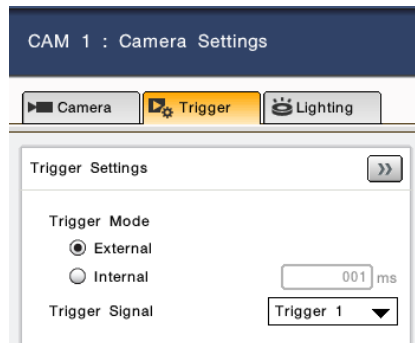 CAM 1 : Camera Settings
Camera Trigger Lighting
Trigger Settings
Trigger Mode
External
Internal 001 ms
Trigger Signal Trigger 1